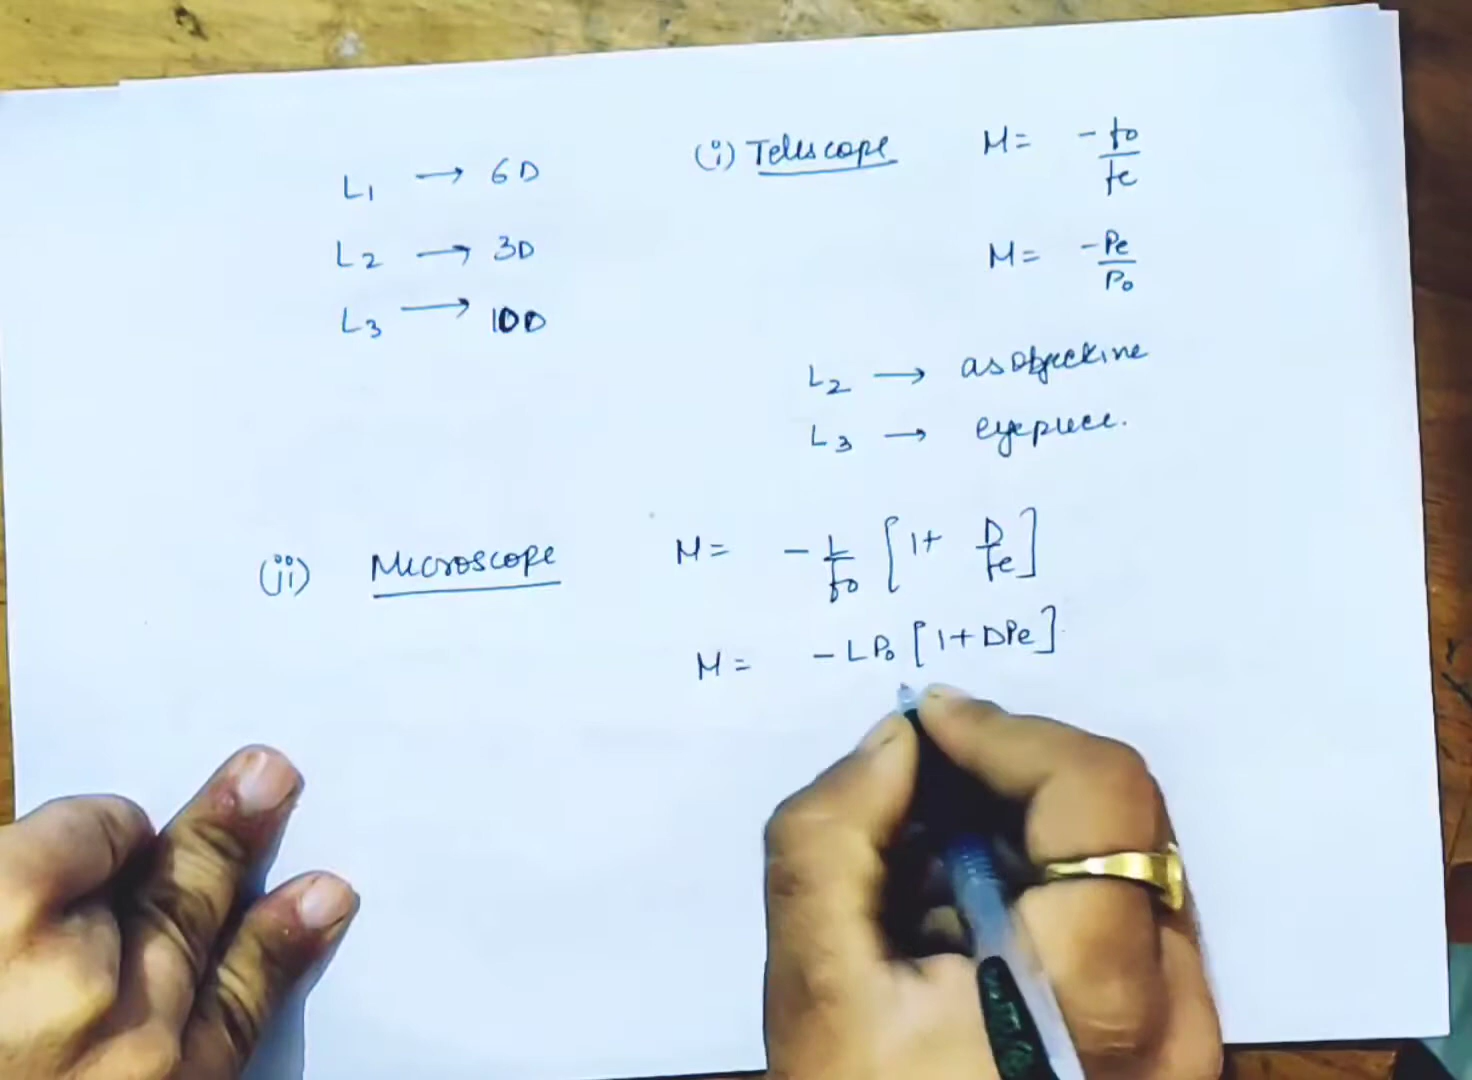 L1 → 6D
L2 → 3D
L3 → 10D
(i) Telescope M = -fo/fe
M = -Pe/Po
L2 → as objective
L3 → eyepiece.
(ii) Microscope M = -L/fo [1+ D/fe]
M = -LPo [1+DPe]